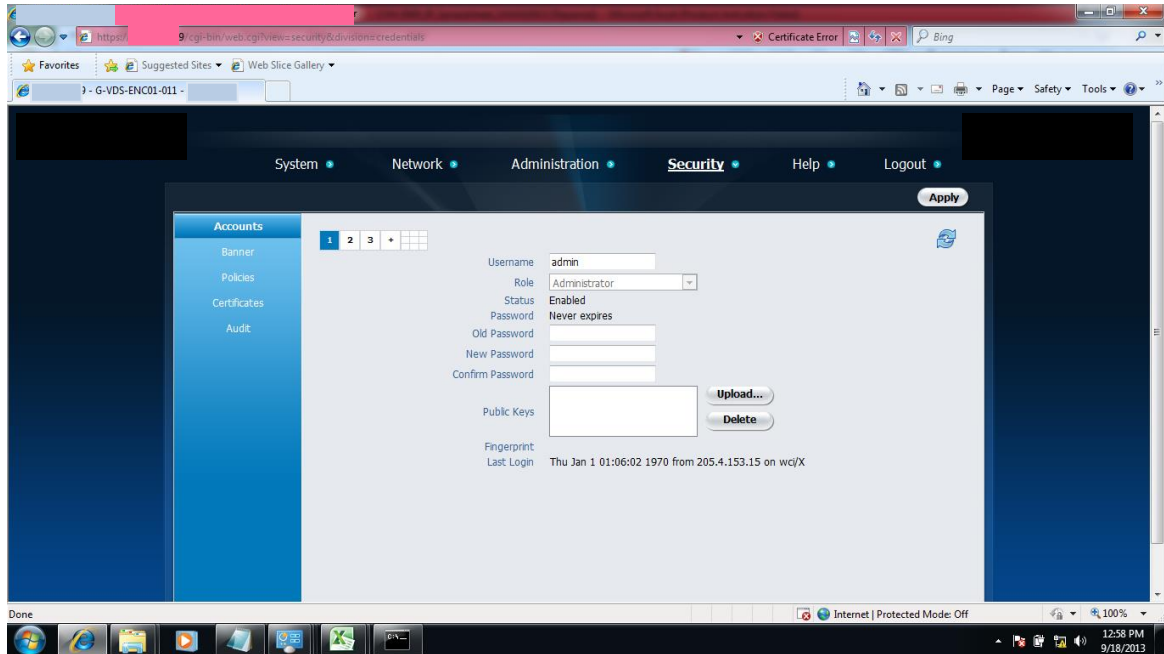 https://
9/cgi-bin/web.cgi?view=security&division=credentials
Certificate Error
Bing
Favorites
Suggested Sites
Web Slice Gallery
9 - G-VDS-ENC01-011 -
Page
Safety
Tools
System
Network
Administration
Security
Help
Logout
Apply
Accounts
Banner
Policies
Certificates
Audit
1 2 3 +
Username admin
Role Administrator
Status Enabled
Password Never expires
Old Password
New Password
Confirm Password
Public Keys
Upload...
Delete
Fingerprint
Last Login Thu Jan 1 01:06:02 1970 from 205.4.153.15 on wci/X
Done
Internet | Protected Mode: Off
100%
C:\
12:58 PM
9/18/2013